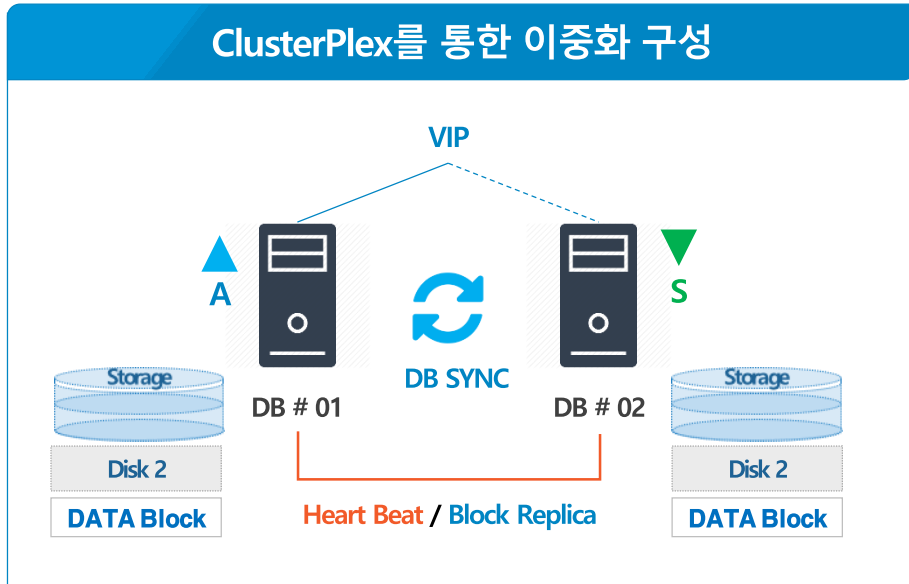 ClusterPlex를 통한 이중화 구성
VIP
A
S
DB SYNC
Storage
Storage
DB # 01
DB # 02
Disk 2
Disk 2
DATA Block
Heart Beat / Block Replica
DATA Block